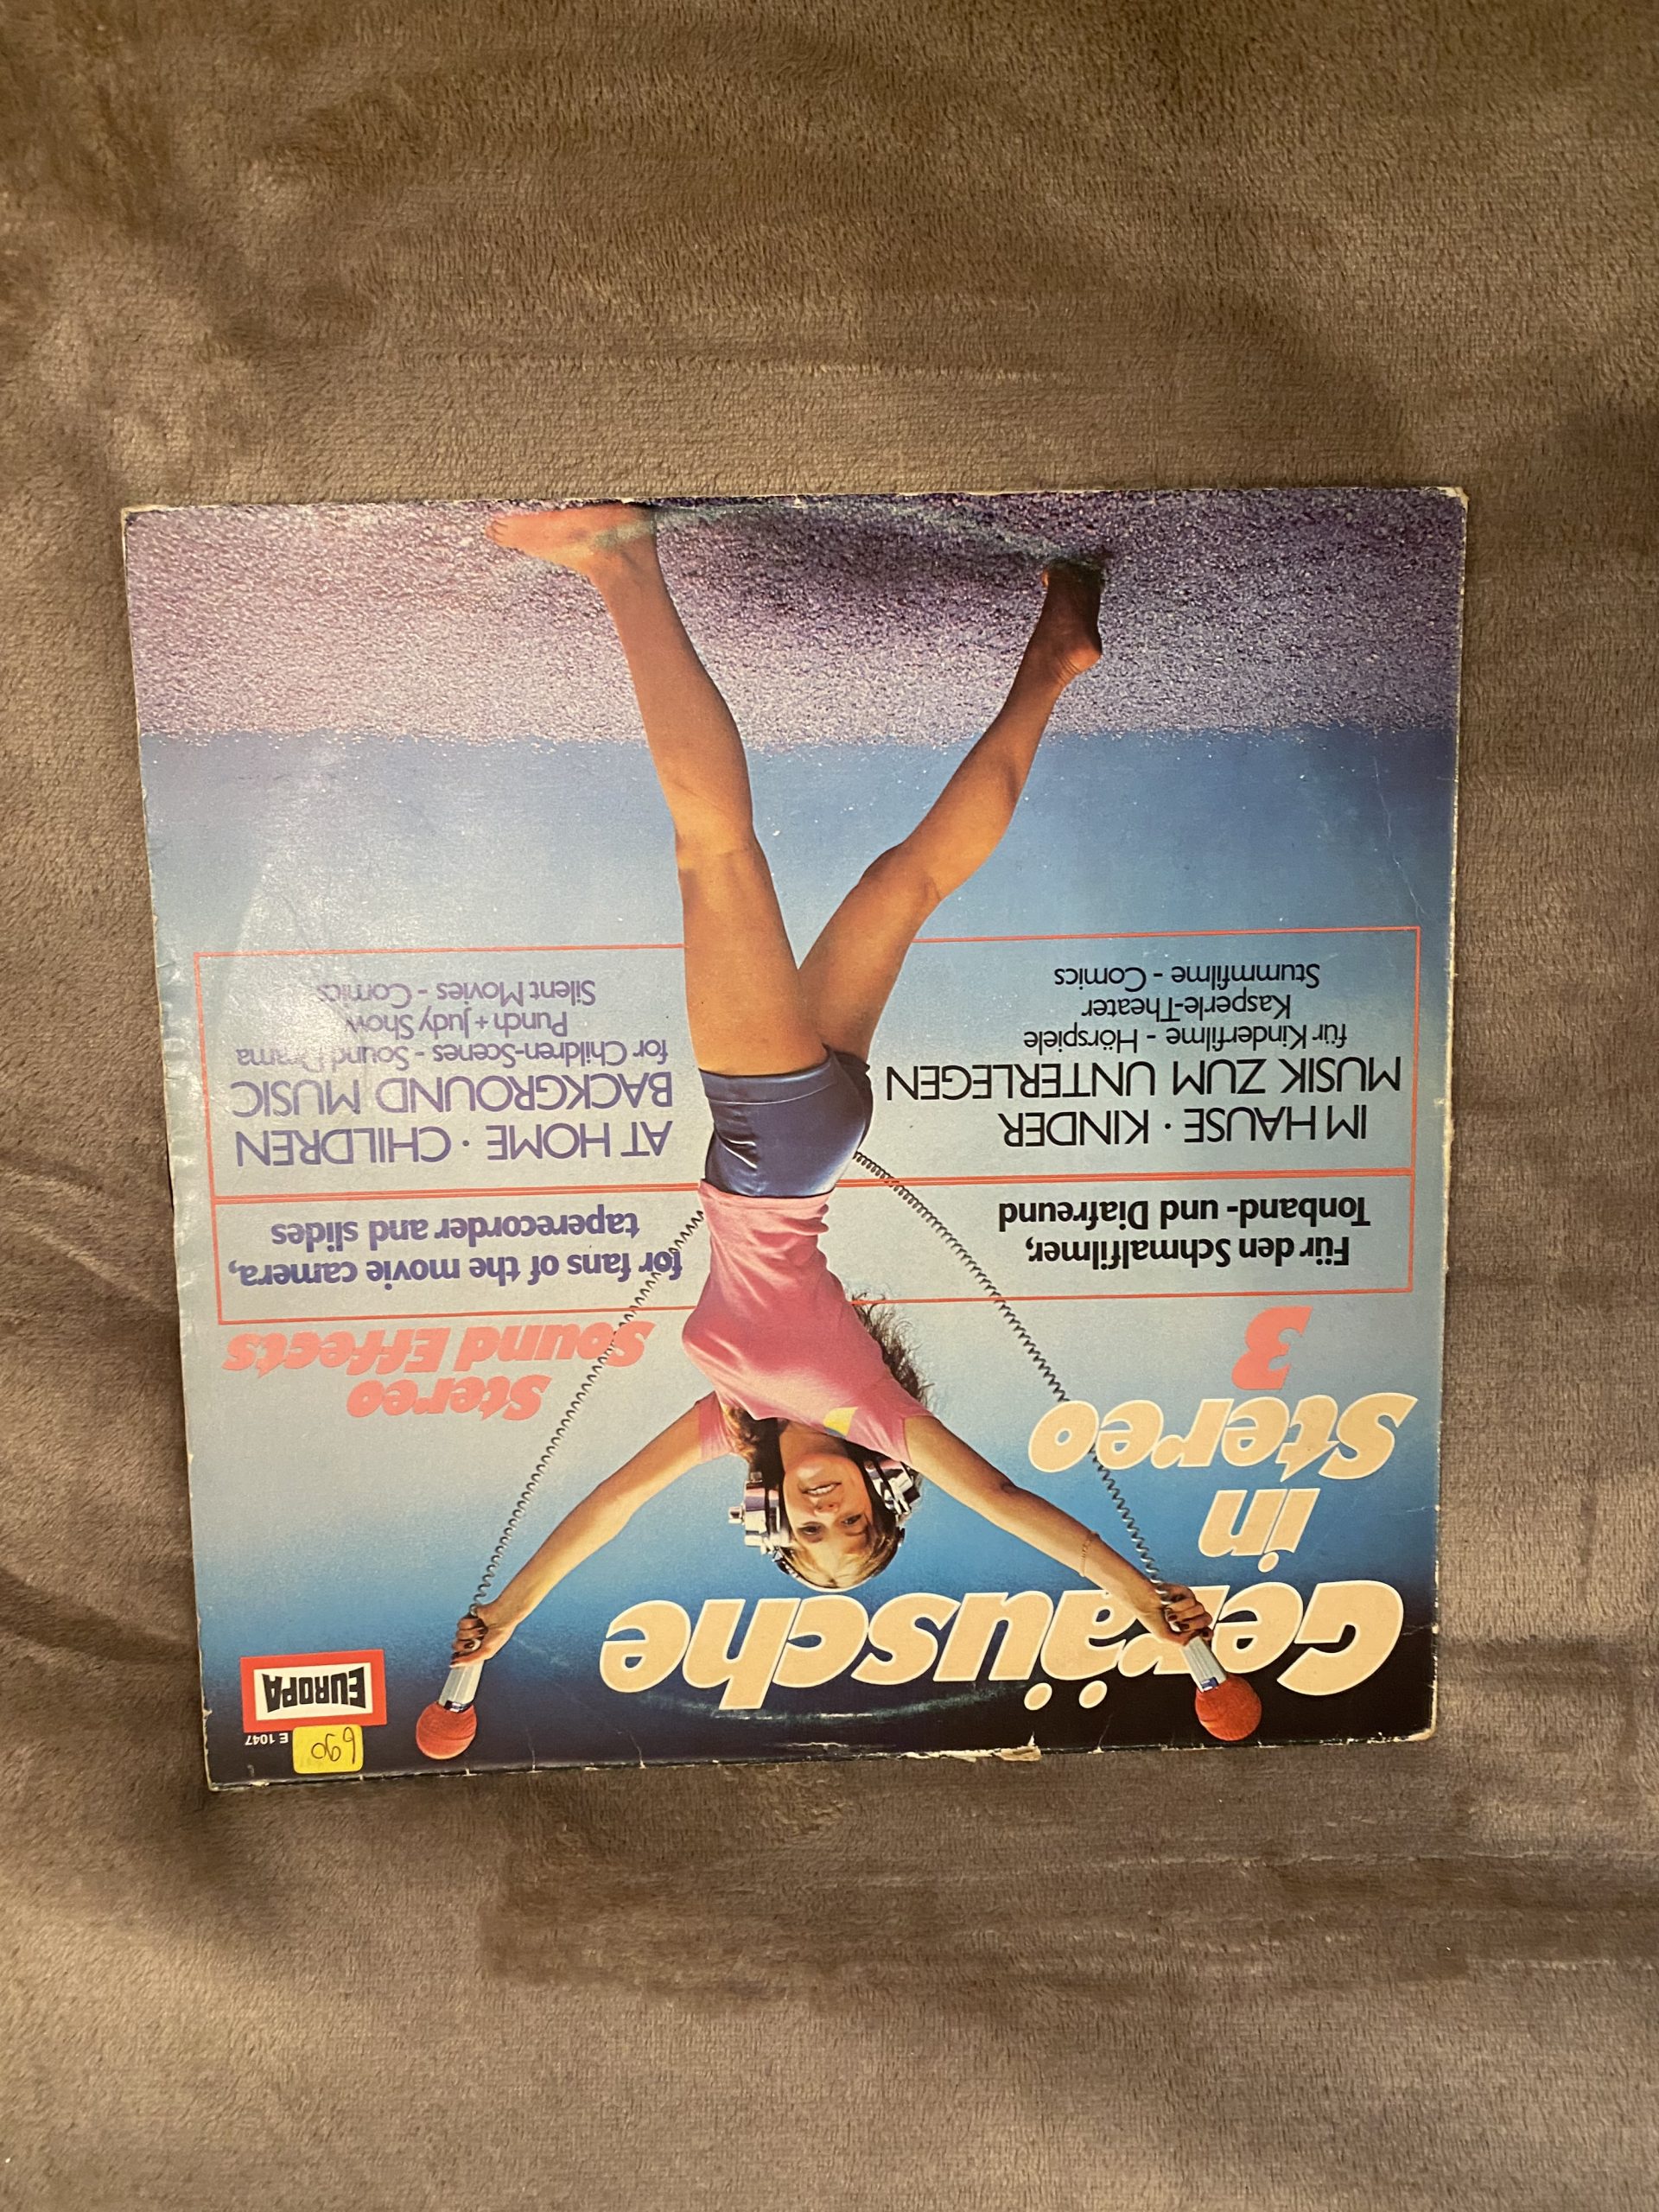 Geräusche
in
Stereo
3
E 1047
690
EUROPA
Stereo
Sound Effects
Für den Schmalfilmer,
Tonband- und Diafreund
for fans of the movie camera,
taperecorder and slides
IM HAUSE · KINDER
MUSIK ZUM UNTERLEGEN
für Kinderfilme - Hörspiele
Kasperle-Theater
Stummfilme - Comics
AT HOME · CHILDREN
BACKGROUND MUSIC
for Children-Scenes - Sound Drama
Punch + Judy Show
Silent Movies - Comics